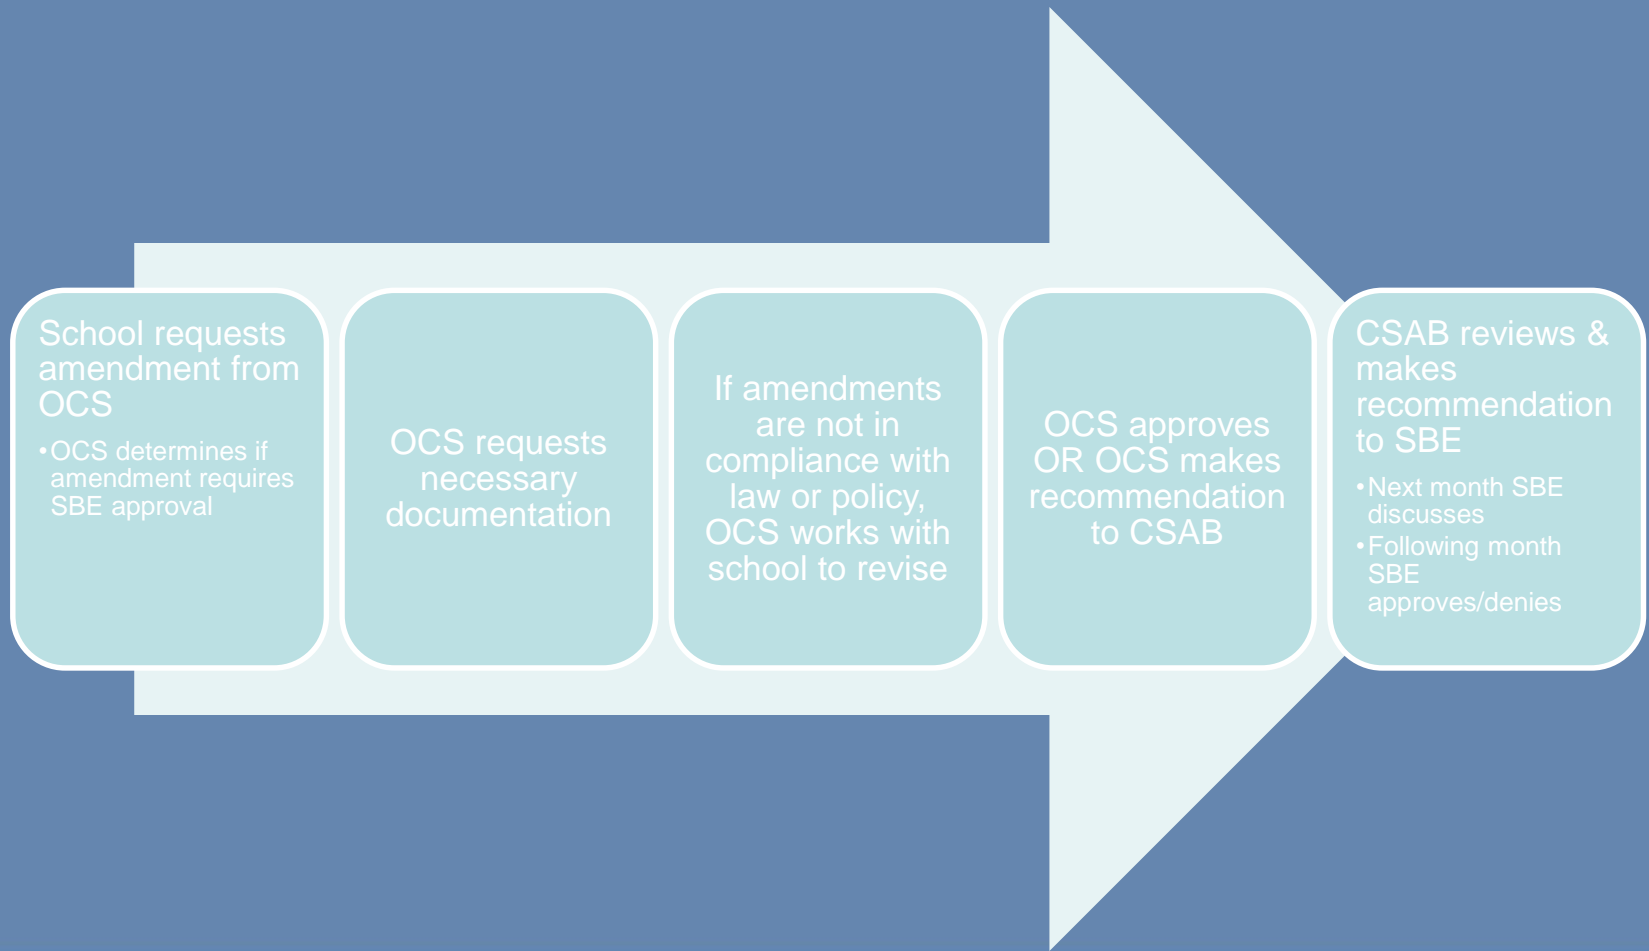 School requests
amendment from
OCS
•OCS determines if
amendment requires
SBE approval
OCS requests
necessary
documentation
If amendments
are not in
compliance with
law or policy,
OCS works with
school to revise
OCS approves
OR OCS makes
recommendation
to CSAB
CSAB reviews &
makes
recommendation
to SBE
•Next month SBE
discusses
•Following month
SBE
approves/denies